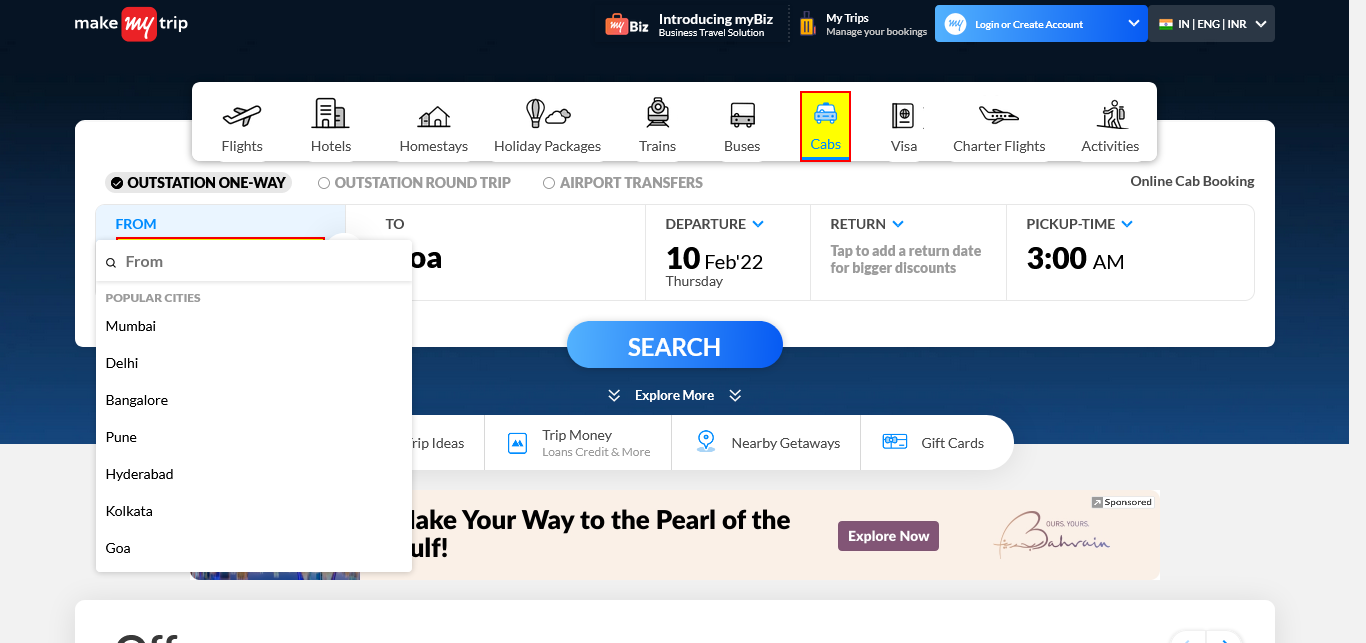 make my trip
my Biz
Introducing myBiz
Business Travel Solution
My Trips
Manage your bookings
my
Login or Create Account
IN | ENG | INR
Flights
Hotels
Homestays
Holiday Packages
Trains
Buses
Cabs
Visa
Charter Flights
Activities
OUTSTATION ONE-WAY
OUTSTATION ROUND TRIP
AIRPORT TRANSFERS
Online Cab Booking
FROM
TO
DEPARTURE
RETURN
PICKUP-TIME
From
oa
10 Feb'22
Thursday
Tap to add a return date
for bigger discounts
3:00 AM
POPULAR CITIES
Mumbai
Delhi
Bangalore
Pune
Hyderabad
Kolkata
Goa
SEARCH
Explore More
rip Ideas
Trip Money
Loans Credit & More
Nearby Getaways
Gift Cards
Sponsored
ake Your Way to the Pearl of the
ulf!
Explore Now
OURS. YOURS.
Bahrain
Off